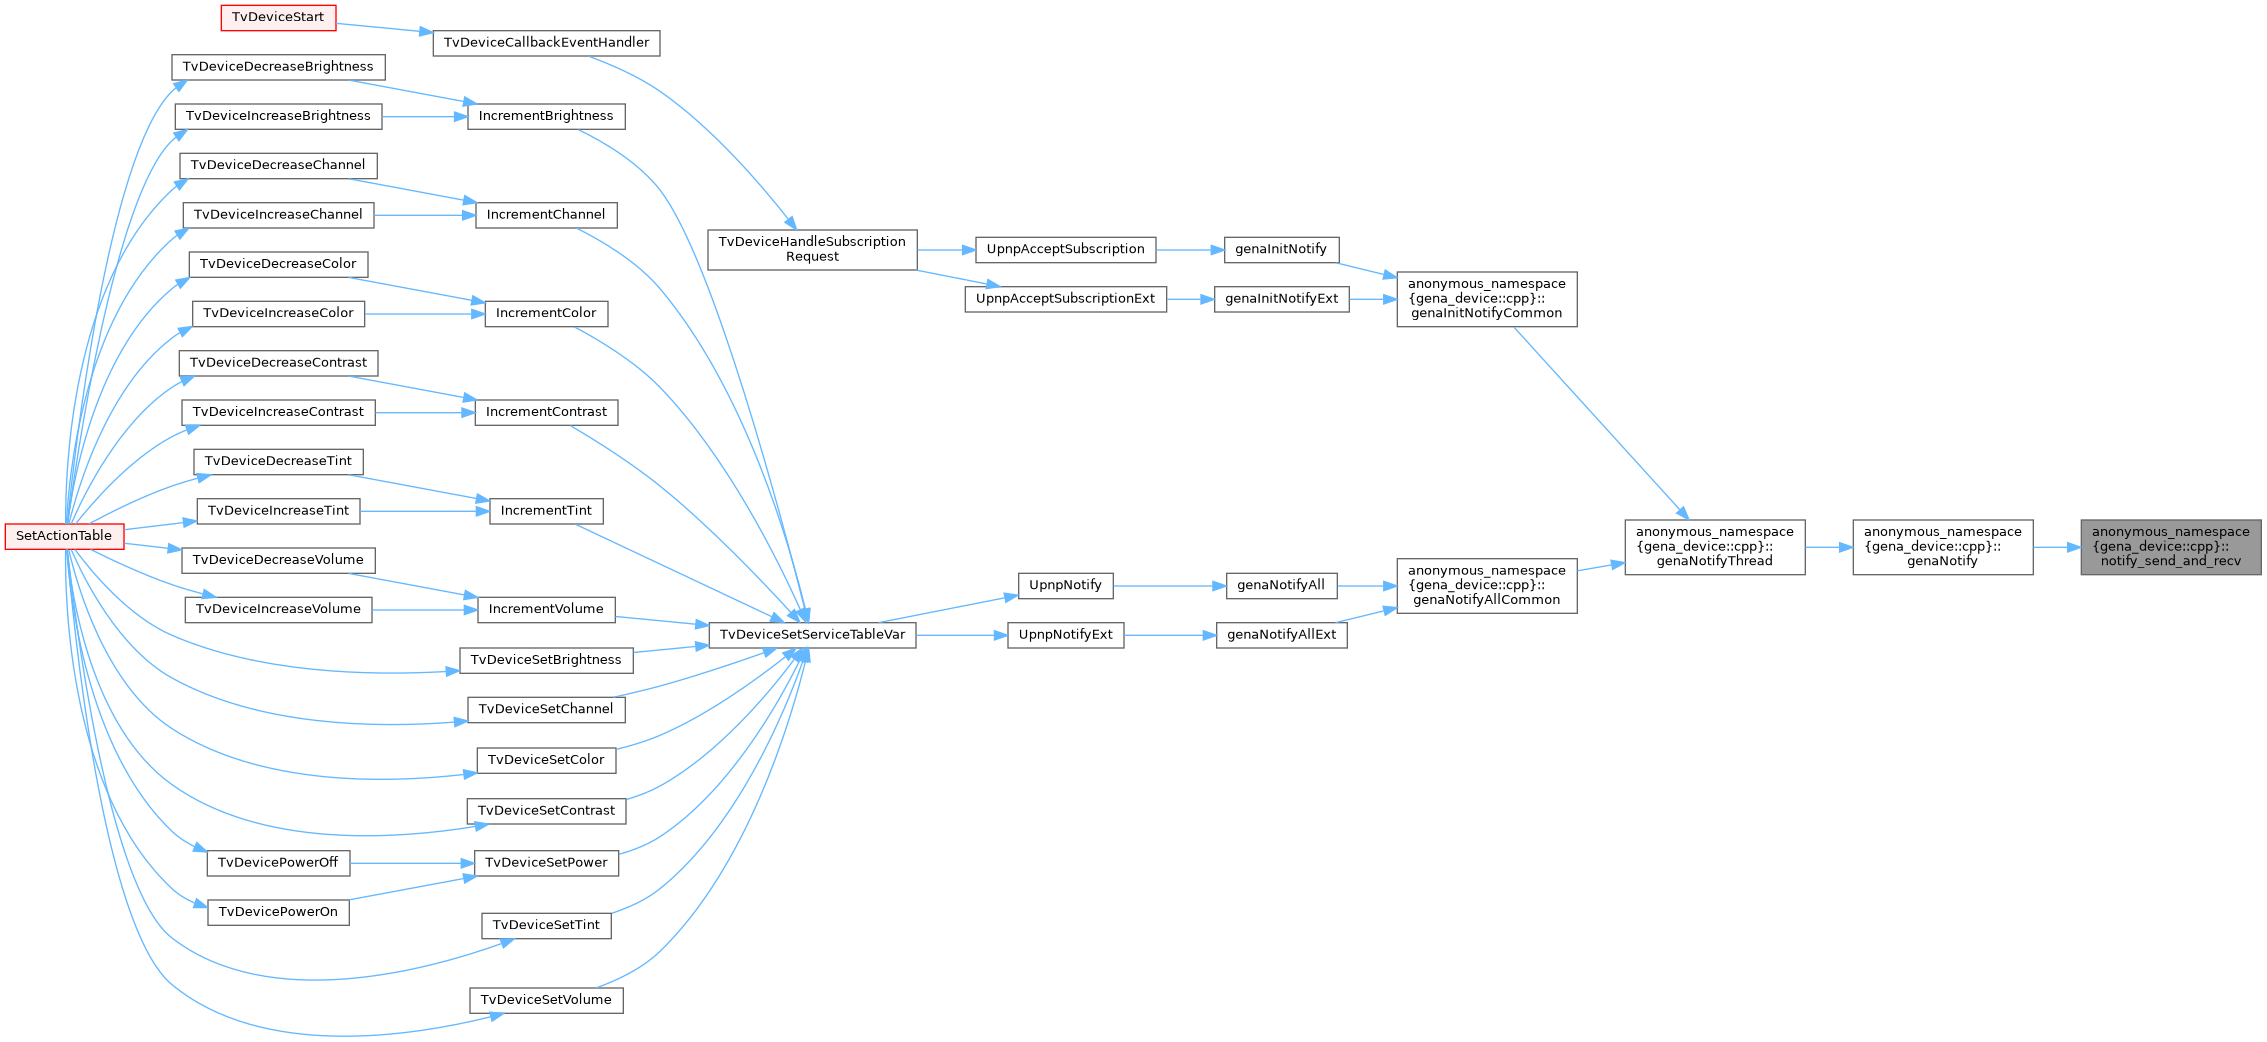 TvDeviceStart
TvDeviceCallbackEventHandler
TvDeviceDecreaseBrightness
TvDeviceIncreaseBrightness
IncrementBrightness
TvDeviceDecreaseChannel
TvDeviceIncreaseChannel
IncrementChannel
TvDeviceHandleSubscription
Request
UpnpAcceptSubscription
genaInitNotify
TvDeviceDecreaseColor
UpnpAcceptSubscriptionExt
genaInitNotifyExt
anonymous_namespace
{gena_device::cpp}::
genaInitNotifyCommon
TvDeviceIncreaseColor
IncrementColor
TvDeviceDecreaseContrast
TvDeviceIncreaseContrast
IncrementContrast
TvDeviceDecreaseTint
TvDeviceIncreaseTint
IncrementTint
SetActionTable
anonymous_namespace
{gena_device::cpp}::
genaNotifyThread
anonymous_namespace
{gena_device::cpp}::
genaNotify
anonymous_namespace
{gena_device::cpp}::
notify_send_and_recv
TvDeviceDecreaseVolume
UpnpNotify
genaNotifyAll
anonymous_namespace
{gena_device::cpp}::
genaNotifyAllCommon
TvDeviceIncreaseVolume
IncrementVolume
TvDeviceSetServiceTableVar
UpnpNotifyExt
genaNotifyAllExt
TvDeviceSetBrightness
TvDeviceSetChannel
TvDeviceSetColor
TvDeviceSetContrast
TvDevicePowerOff
TvDeviceSetPower
TvDevicePowerOn
TvDeviceSetTint
TvDeviceSetVolume